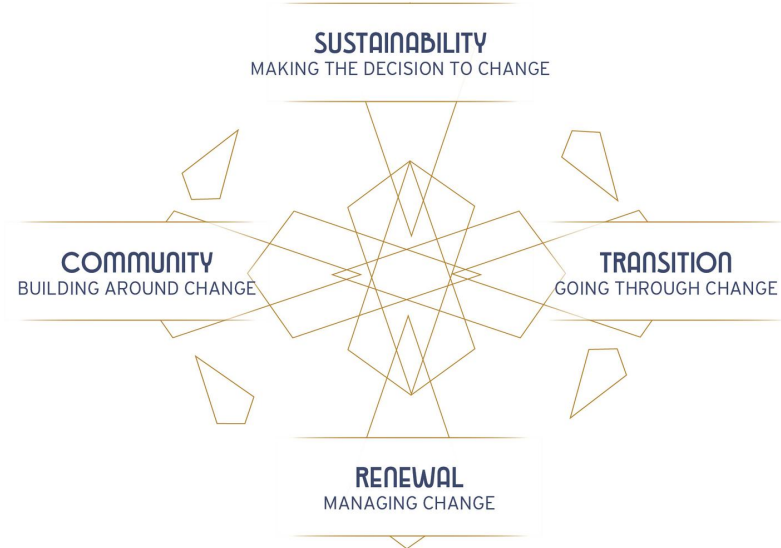 SUSTAINABILITY
MAKING THE DECISION TO CHANGE
COMMUNITY
BUILDING AROUND CHANGE
TRANSITION
GOING THROUGH CHANGE
RENEWAL
MANAGING CHANGE